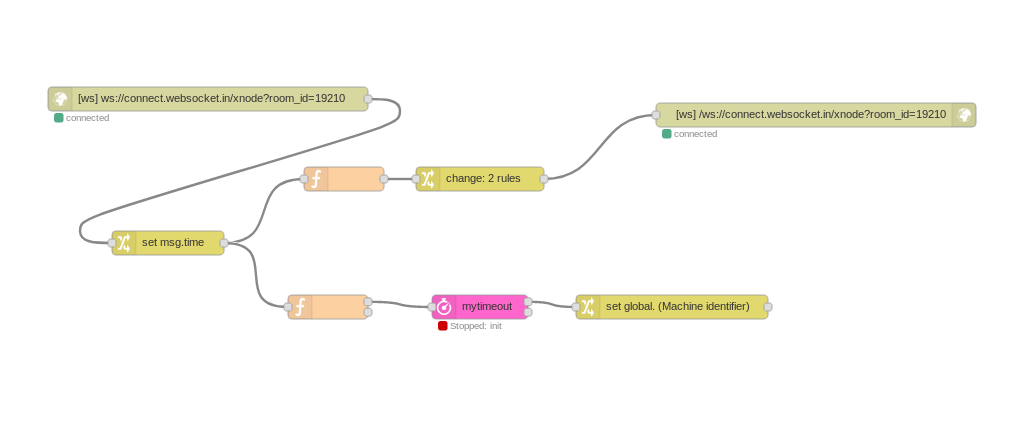 [ws] ws://connect.websocket.in/xnode?room_id=19210
connected
[ws] /ws://connect.websocket.in/xnode?room_id=19210
connected
change: 2 rules
set msg.time
mytimeout
Stopped: init
set global. (Machine identifier)